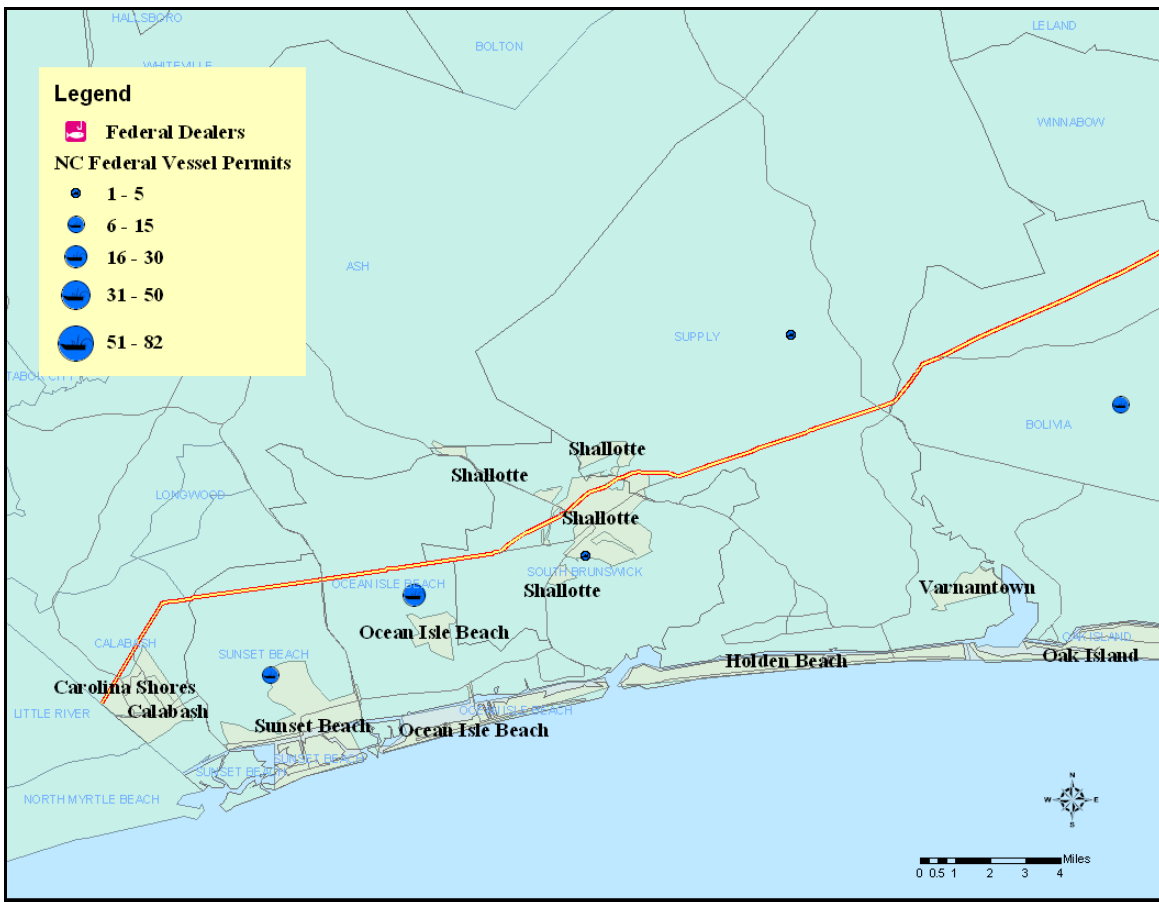 HALLSBORO
BOLTON
LELAND
WHITEVILLE
Legend
Federal Dealers
NC Federal Vessel Permits
1 - 5
6 - 15
16 - 30
31 - 50
51 - 82
WINNABOW
ASH
SUPPLY
TABOR CITY
BOLIVIA
Shallotte
Shallotte
LONGWOOD
Shallotte
SOUTH BRUNSWICK
OCEAN ISLE BEACH
Shallotte
Varnamtown
Ocean Isle Beach
OAK ISLAND
CALABASH
SUNSET BEACH
Holden Beach
Oak Island
Carolina Shores
LITTLE RIVER
Calabash
OCEAN ISLE BEACH
Sunset Beach
Ocean Isle Beach
SUNSET BEACH
SUNSET BEACH
NORTH MYRTLE BEACH
N
W E
S
Miles
0 0.5 1 2 3 4